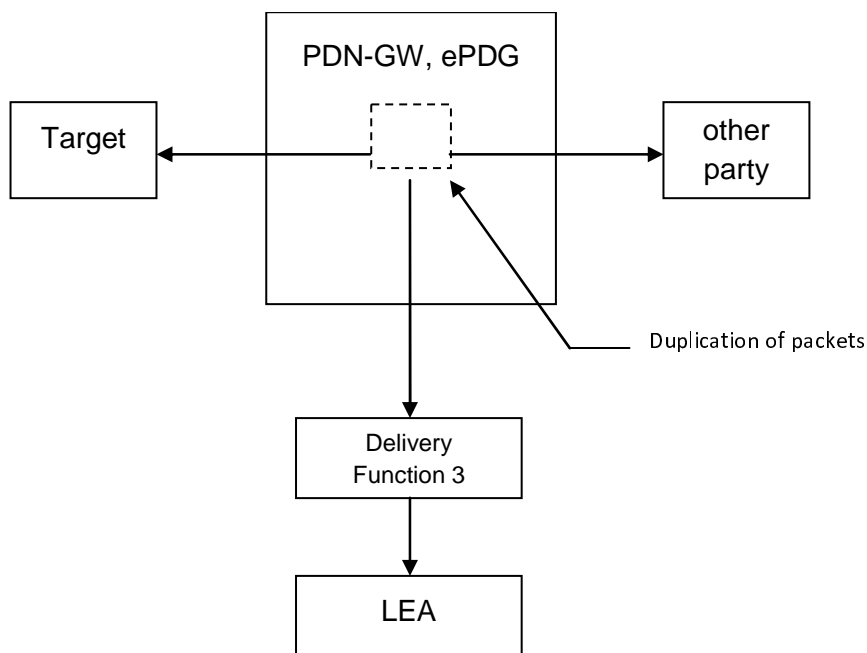 PDN-GW, ePDG
Target
other
party
Duplication of packets
Delivery
Function 3
LEA